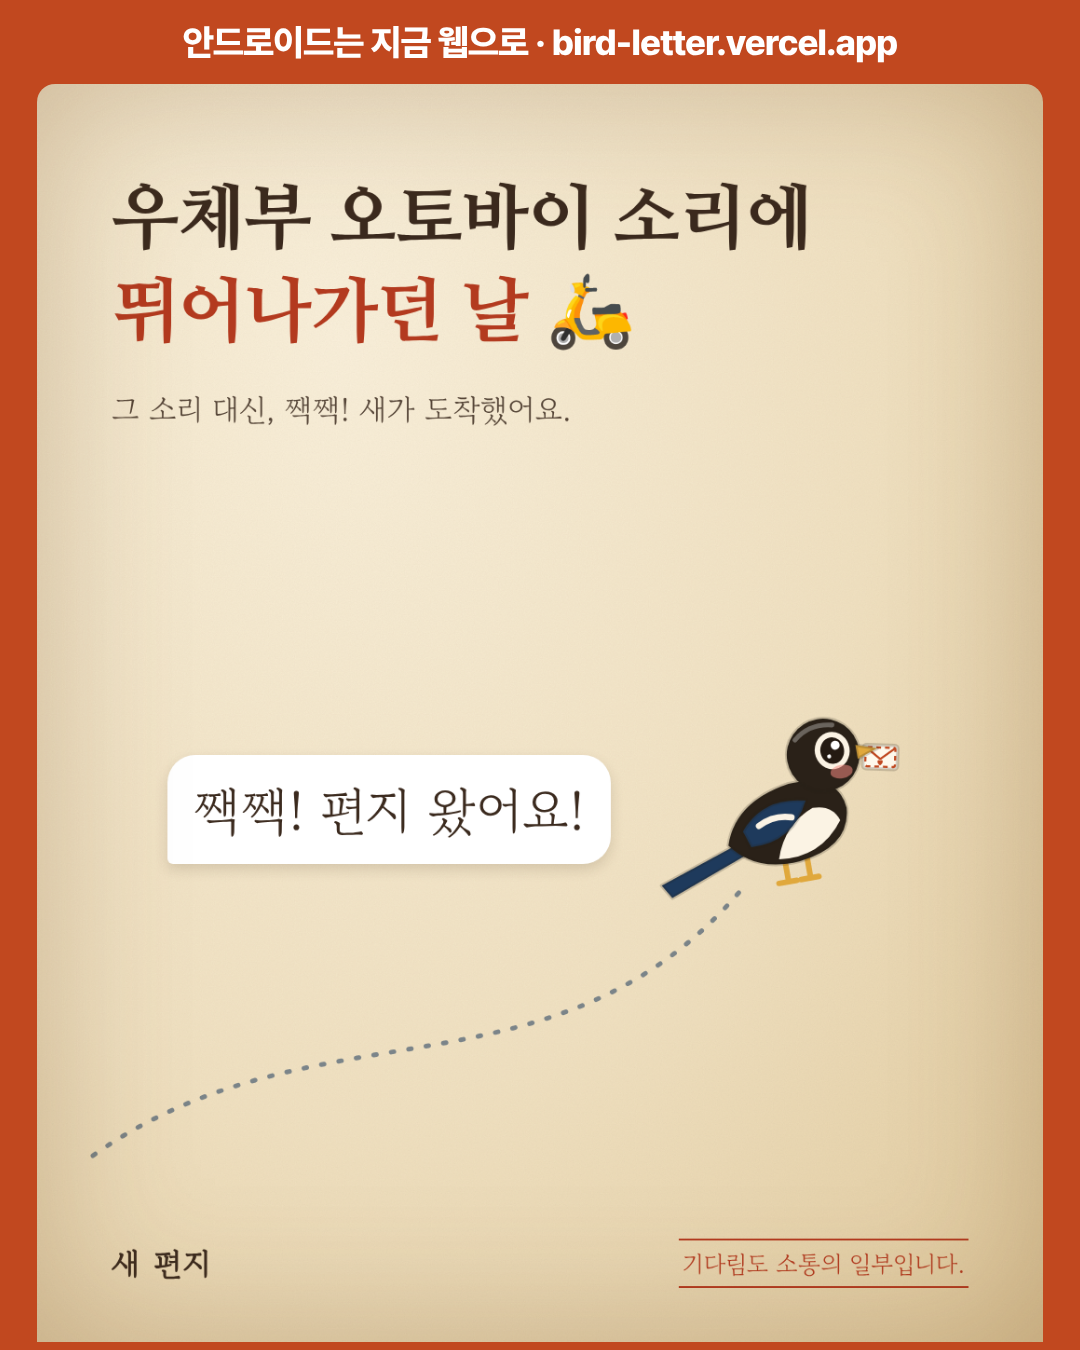 안드로이드는 지금 웹으로 · bird-letter.vercel.app
우체부 오토바이 소리에
뛰어나가던 날
그 소리 대신, 짹짹! 새가 도착했어요.
짹짹! 편지 왔어요!
새 편지
기다림도 소통의 일부입니다.